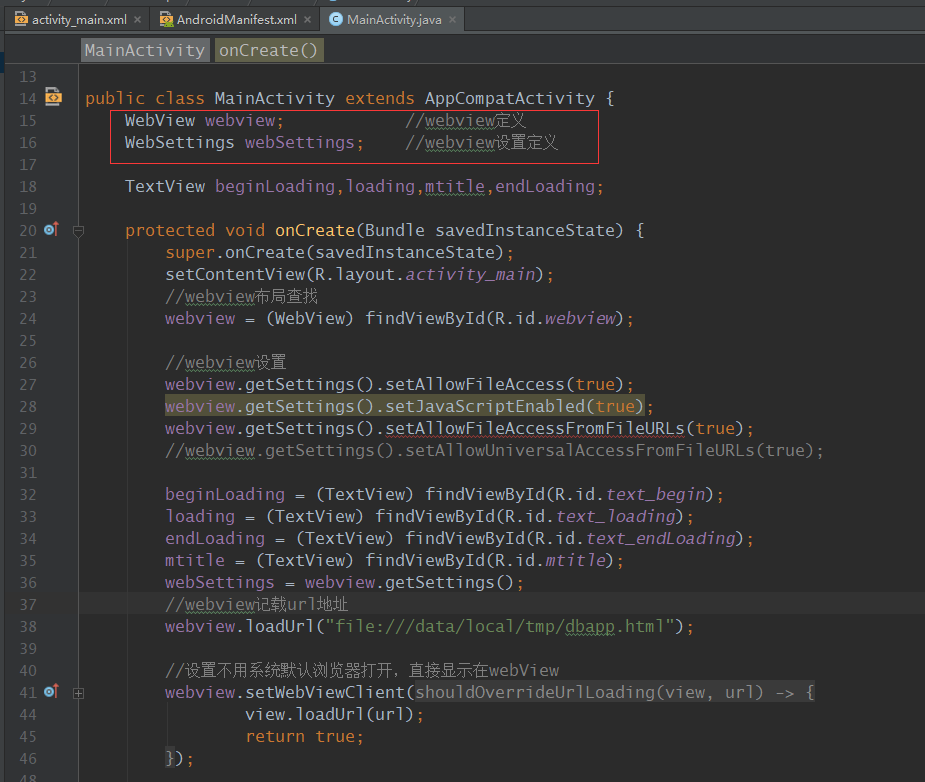 activity_main.xml × AndroidManifest.xml × MainActivity.java ×
MainActivity onCreate()
13
14 public class MainActivity extends AppCompatActivity {
15 WebView webview; //webview定义
16 WebSettings webSettings; //webview设置定义
17
18 TextView beginLoading,loading,mtitle,endLoading;
19
20 protected void onCreate(Bundle savedInstanceState) {
21 super.onCreate(savedInstanceState);
22 setContentView(R.layout.activity_main);
23 //webview布局查找
24 webview = (WebView) findViewById(R.id.webview);
25
26 //webview设置
27 webview.getSettings().setAllowFileAccess(true);
28 webview.getSettings().setJavaScriptEnabled(true);
29 webview.getSettings().setAllowFileAccessFromFileURLs(true);
30 //webview.getSettings().setAllowUniversalAccessFromFileURLs(true);
31
32 beginLoading = (TextView) findViewById(R.id.text_begin);
33 loading = (TextView) findViewById(R.id.text_loading);
34 endLoading = (TextView) findViewById(R.id.text_endLoading);
35 mtitle = (TextView) findViewById(R.id.mtitle);
36 webSettings = webview.getSettings();
37 //webview记载url地址
38 webview.loadUrl("file:///data/local/tmp/dbapp.html");
39
40 //设置不用系统默认浏览器打开，直接显示在webView
41 webview.setWebViewClient(shouldOverrideUrlLoading(view, url) -> {
44 view.loadUrl(url);
45 return true;
46 });
48